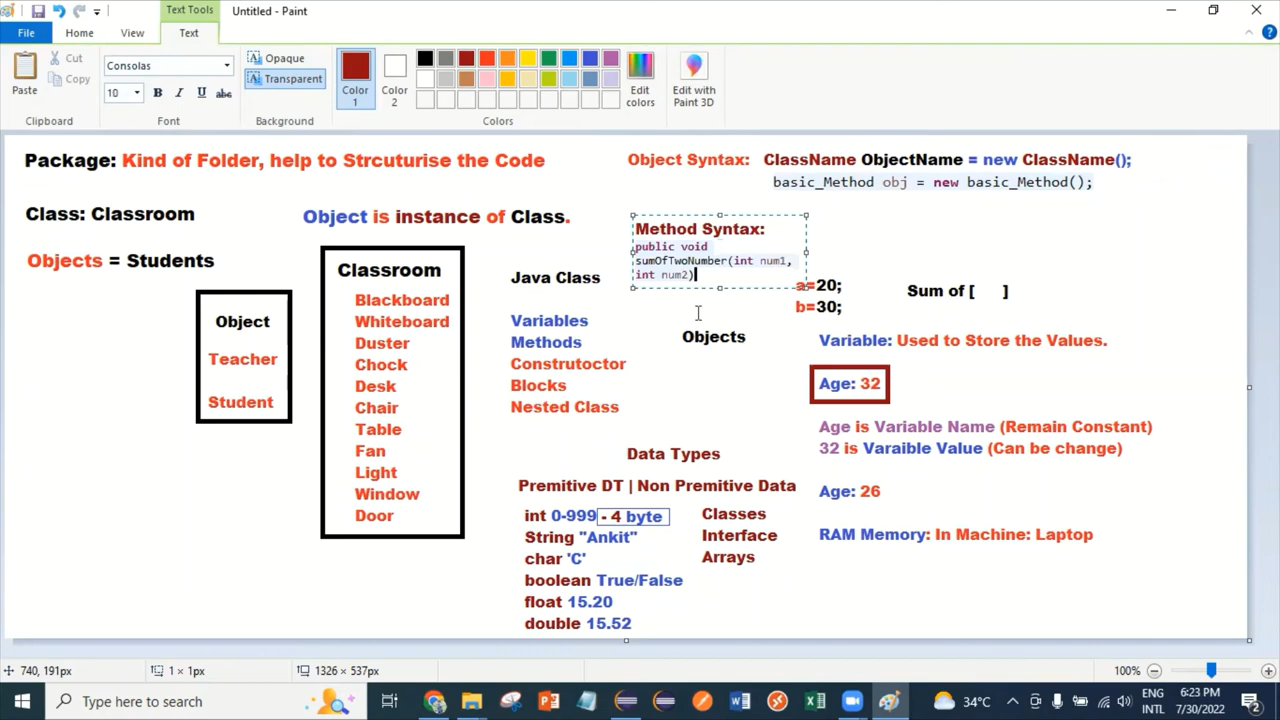 Text Tools
Untitled - Paint
File
Home
View
Text
Paste
Cut
Copy
Clipboard
Consolas
10
B I U abc
Font
Opaque
Transparent
Background
Color 1
Color 2
Colors
Edit colors
Edit with Paint 3D
Package: Kind of Folder, help to Strcuturise the Code
Object Syntax: ClassName ObjectName = new ClassName();
basic_Method obj = new basic_Method();
Class: Classroom
Object is instance of Class.
Method Syntax:
public void
sumOfTwoNumber(int num1,
int num2)
Objects = Students
Object
Teacher
Student
Classroom
Blackboard
Whiteboard
Duster
Chock
Desk
Chair
Table
Fan
Light
Window
Door
Java Class
Variables
Methods
Construtoctor
Blocks
Nested Class
Objects
a=20;
b=30;
Sum of [ ]
Variable: Used to Store the Values.
Age: 32
Age is Variable Name (Remain Constant)
32 is Varaible Value (Can be change)
Age: 26
RAM Memory: In Machine: Laptop
Data Types
Premitive DT | Non Premitive Data
int 0-999 - 4 byte
String "Ankit"
char 'C'
boolean True/False
float 15.20
double 15.52
Classes
Interface
Arrays
740, 191px
1 × 1px
1326 × 537px
100%
Type here to search
34°C
ENG
INTL
6:23 PM
7/30/2022
2